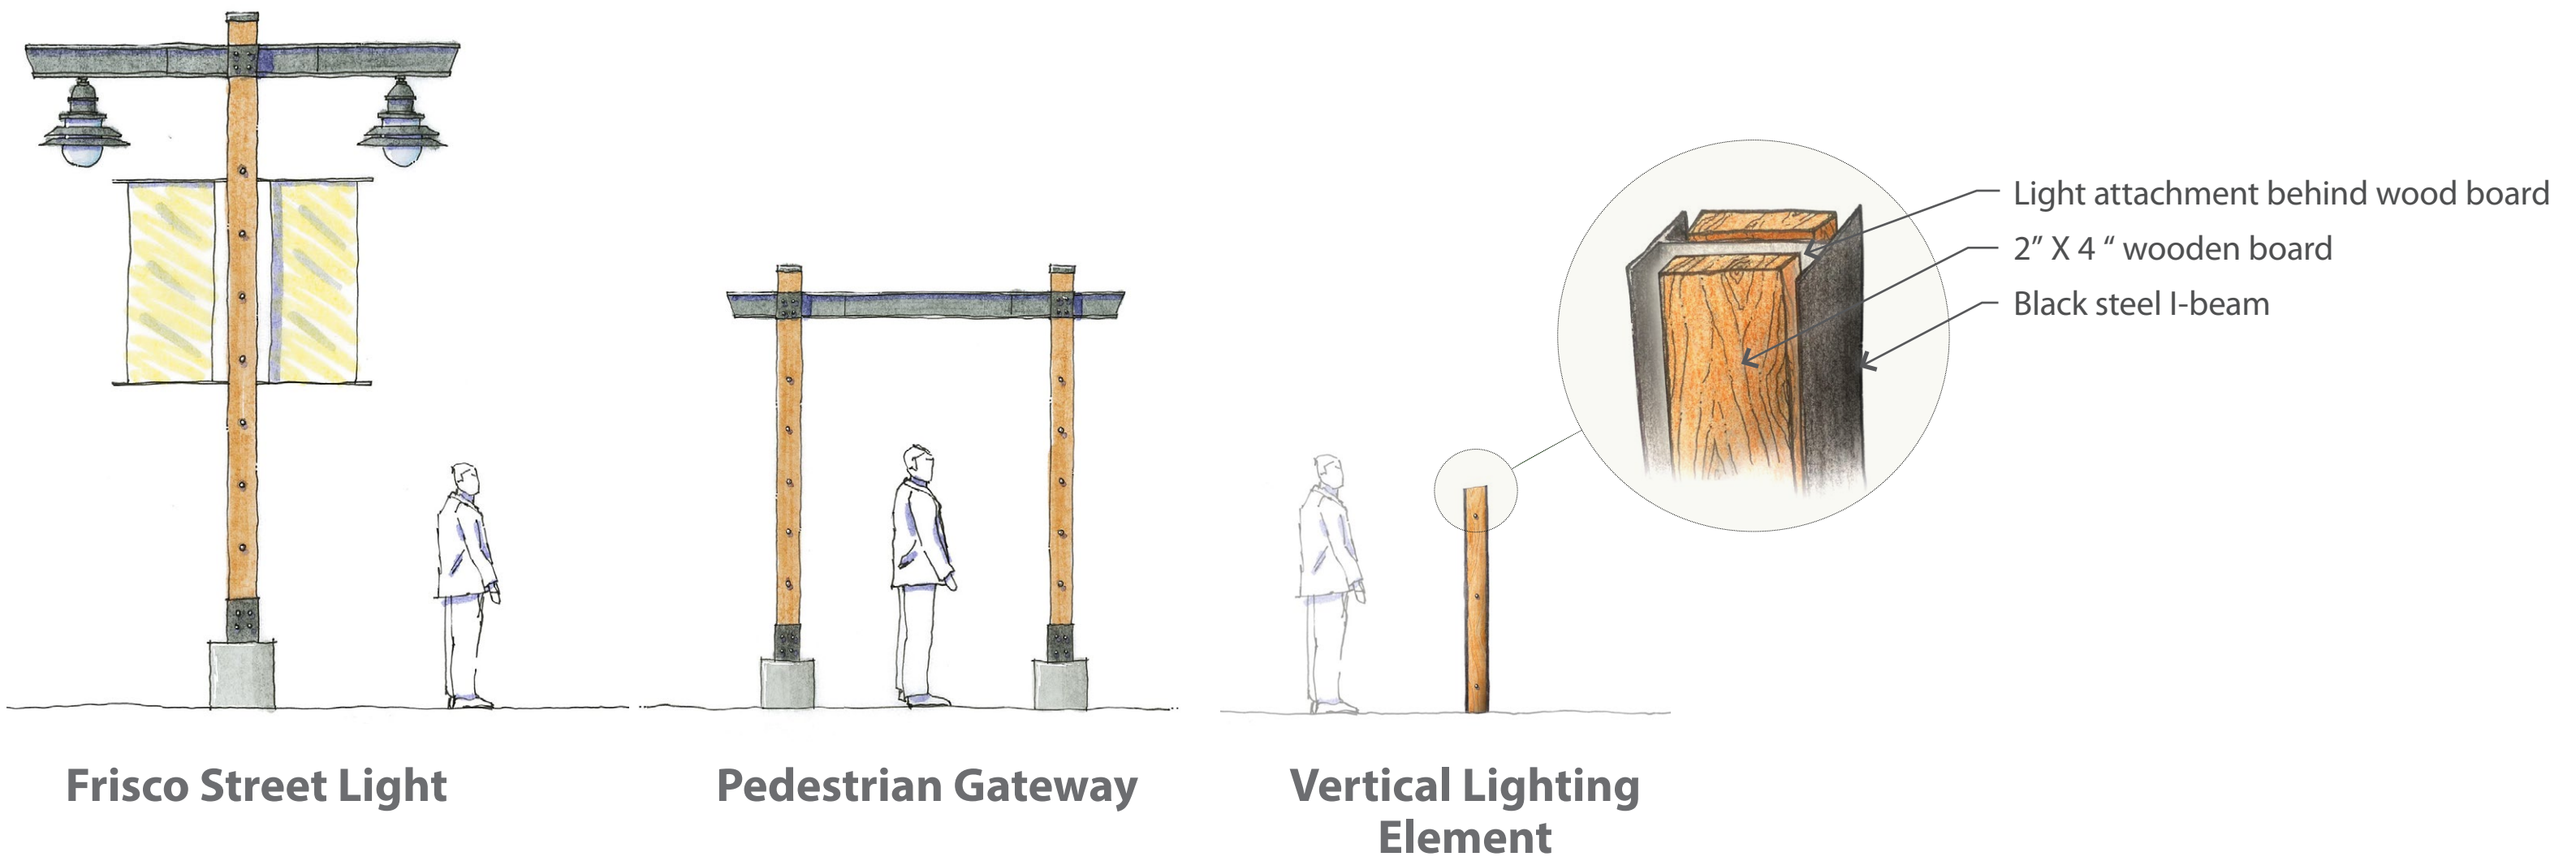 Light attachment behind wood board
2” X 4 “ wooden board
Black steel I-beam
Frisco Street Light
Pedestrian Gateway
Vertical Lighting
Element